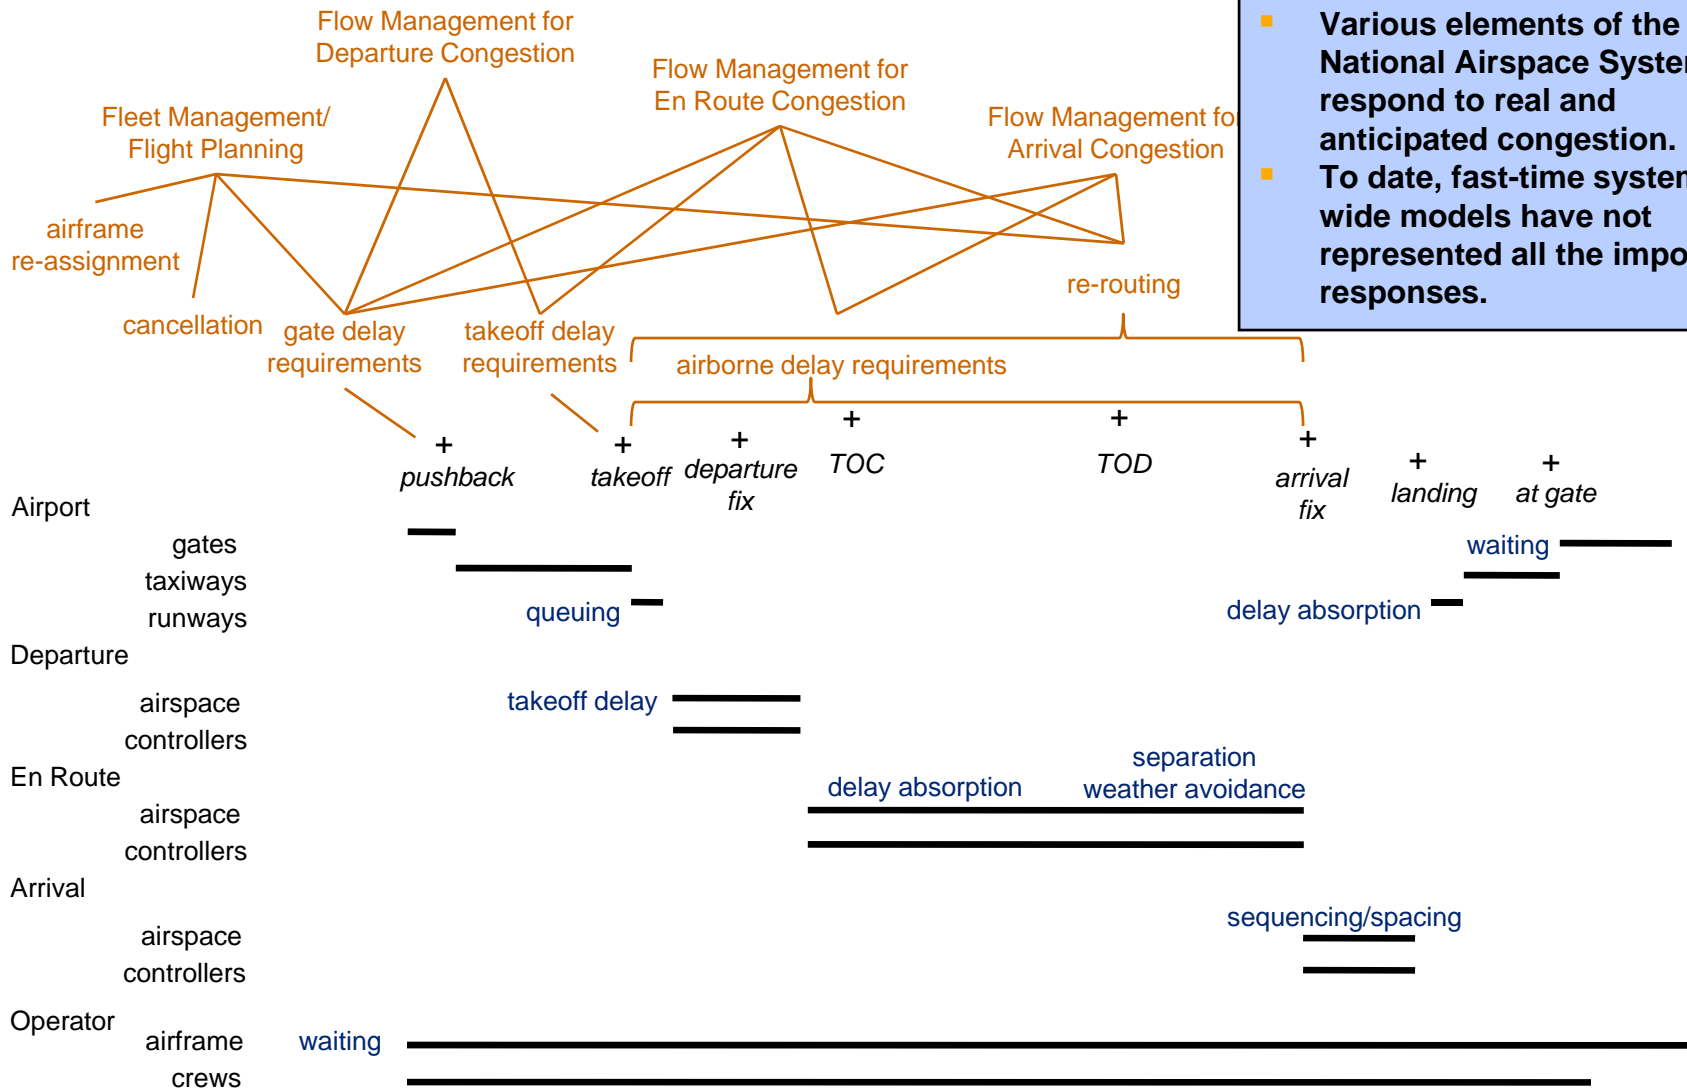 Flow Management for
Departure Congestion
Flow Management for
En Route Congestion
Fleet Management/
Flight Planning
Flow Management fo
Arrival Congestion
▪ Various elements of the
National Airspace System
respond to real and
anticipated congestion.
▪ To date, fast-time system
wide models have not
represented all the impo
responses.
airframe
re-assignment
cancellation
gate delay
requirements
takeoff delay
requirements
re-routing
airborne delay requirements
+ + + + + + + +
pushback
takeoff
departure
fix
TOC
TOD
arrival
fix
landing
at gate
Airport
gates
waiting
taxiways
runways
queuing
delay absorption
Departure
airspace
takeoff delay
controllers
En Route
delay absorption
separation
weather avoidance
airspace
controllers
Arrival
sequencing/spacing
airspace
controllers
Operator
airframe
waiting
crews